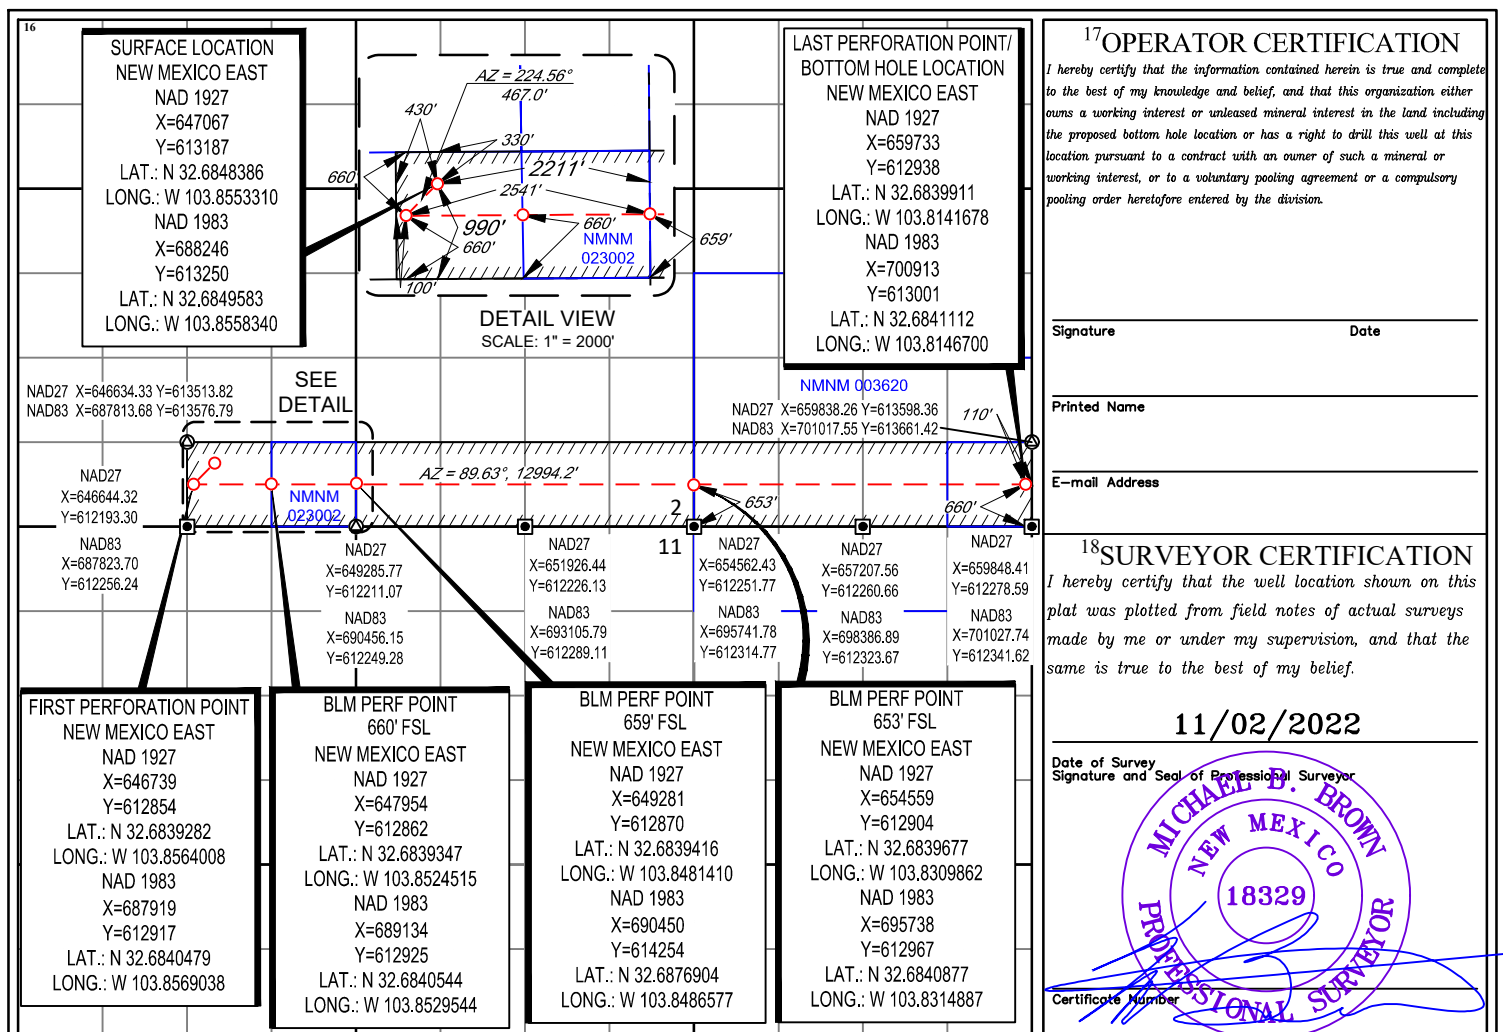 16
SURFACE LOCATION
NEW MEXICO EAST
NAD 1927
X=647067
Y=613187
LAT.: N 32.6848386
LONG.: W 103.8553310
NAD 1983
X=688246
Y=613250
LAT.: N 32.6849583
LONG.: W 103.8558340
AZ = 224.56°
467.0'
430'
330'
660'
2211'
2541'
990'
660'
660'
659'
NMNM
023002
100'
DETAIL VIEW
SCALE: 1" = 2000'
LAST PERFORATION POINT/
BOTTOM HOLE LOCATION
NEW MEXICO EAST
NAD 1927
X=659733
Y=612938
LAT.: N 32.6839911
LONG.: W 103.8141678
NAD 1983
X=700913
Y=613001
LAT.: N 32.6841112
LONG.: W 103.8146700
NAD27 X=646634.33 Y=613513.82
NAD83 X=687813.68 Y=613576.79
SEE
DETAIL
NMNM 003620
NAD27 X=659838.26 Y=613598.36
NAD83 X=701017.55 Y=613661.42
110'
NAD27
X=646644.32
Y=612193.30
NAD83
X=687823.70
Y=612256.24
NMNM
023002
AZ = 89.63°, 12994.2'
2
11
653'
660'
NAD27
X=649285.77
Y=612211.07
NAD83
X=690456.15
Y=612249.28
NAD27
X=651926.44
Y=612226.13
NAD83
X=693105.79
Y=612289.11
NAD27
X=654562.43
Y=612251.77
NAD83
X=695741.78
Y=612314.77
NAD27
X=657207.56
Y=612260.66
NAD83
X=698386.89
Y=612323.67
NAD27
X=659848.41
Y=612278.59
NAD83
X=701027.74
Y=612341.62
FIRST PERFORATION POINT
NEW MEXICO EAST
NAD 1927
X=646739
Y=612854
LAT.: N 32.6839282
LONG.: W 103.8564008
NAD 1983
X=687919
Y=612917
LAT.: N 32.6840479
LONG.: W 103.8569038
BLM PERF POINT
660' FSL
NEW MEXICO EAST
NAD 1927
X=647954
Y=612862
LAT.: N 32.6839347
LONG.: W 103.8524515
NAD 1983
X=689134
Y=612925
LAT.: N 32.6840544
LONG.: W 103.8529544
BLM PERF POINT
659' FSL
NEW MEXICO EAST
NAD 1927
X=649281
Y=612870
LAT.: N 32.6839416
LONG.: W 103.8481410
NAD 1983
X=690450
Y=614254
LAT.: N 32.6876904
LONG.: W 103.8486577
BLM PERF POINT
653' FSL
NEW MEXICO EAST
NAD 1927
X=654559
Y=612904
LAT.: N 32.6839677
LONG.: W 103.8309862
NAD 1983
X=695738
Y=612967
LAT.: N 32.6840877
LONG.: W 103.8314887
17 OPERATOR CERTIFICATION
I hereby certify that the information contained herein is true and complete
to the best of my knowledge and belief, and that this organization either
owns a working interest or unleased mineral interest in the land including
the proposed bottom hole location or has a right to drill this well at this
location pursuant to a contract with an owner of such a mineral or
working interest, or to a voluntary pooling agreement or a compulsory
pooling order heretofore entered by the division.
Signature Date
Printed Name
E-mail Address
18 SURVEYOR CERTIFICATION
I hereby certify that the well location shown on this
plat was plotted from field notes of actual surveys
made by me or under my supervision, and that the
same is true to the best of my belief.
11/02/2022
Date of Survey
Signature and Seal of Professional Surveyor
MICHAEL B. BROWN
NEW MEXICO
18329
PROFESSIONAL SURVEYOR
Certificate Number